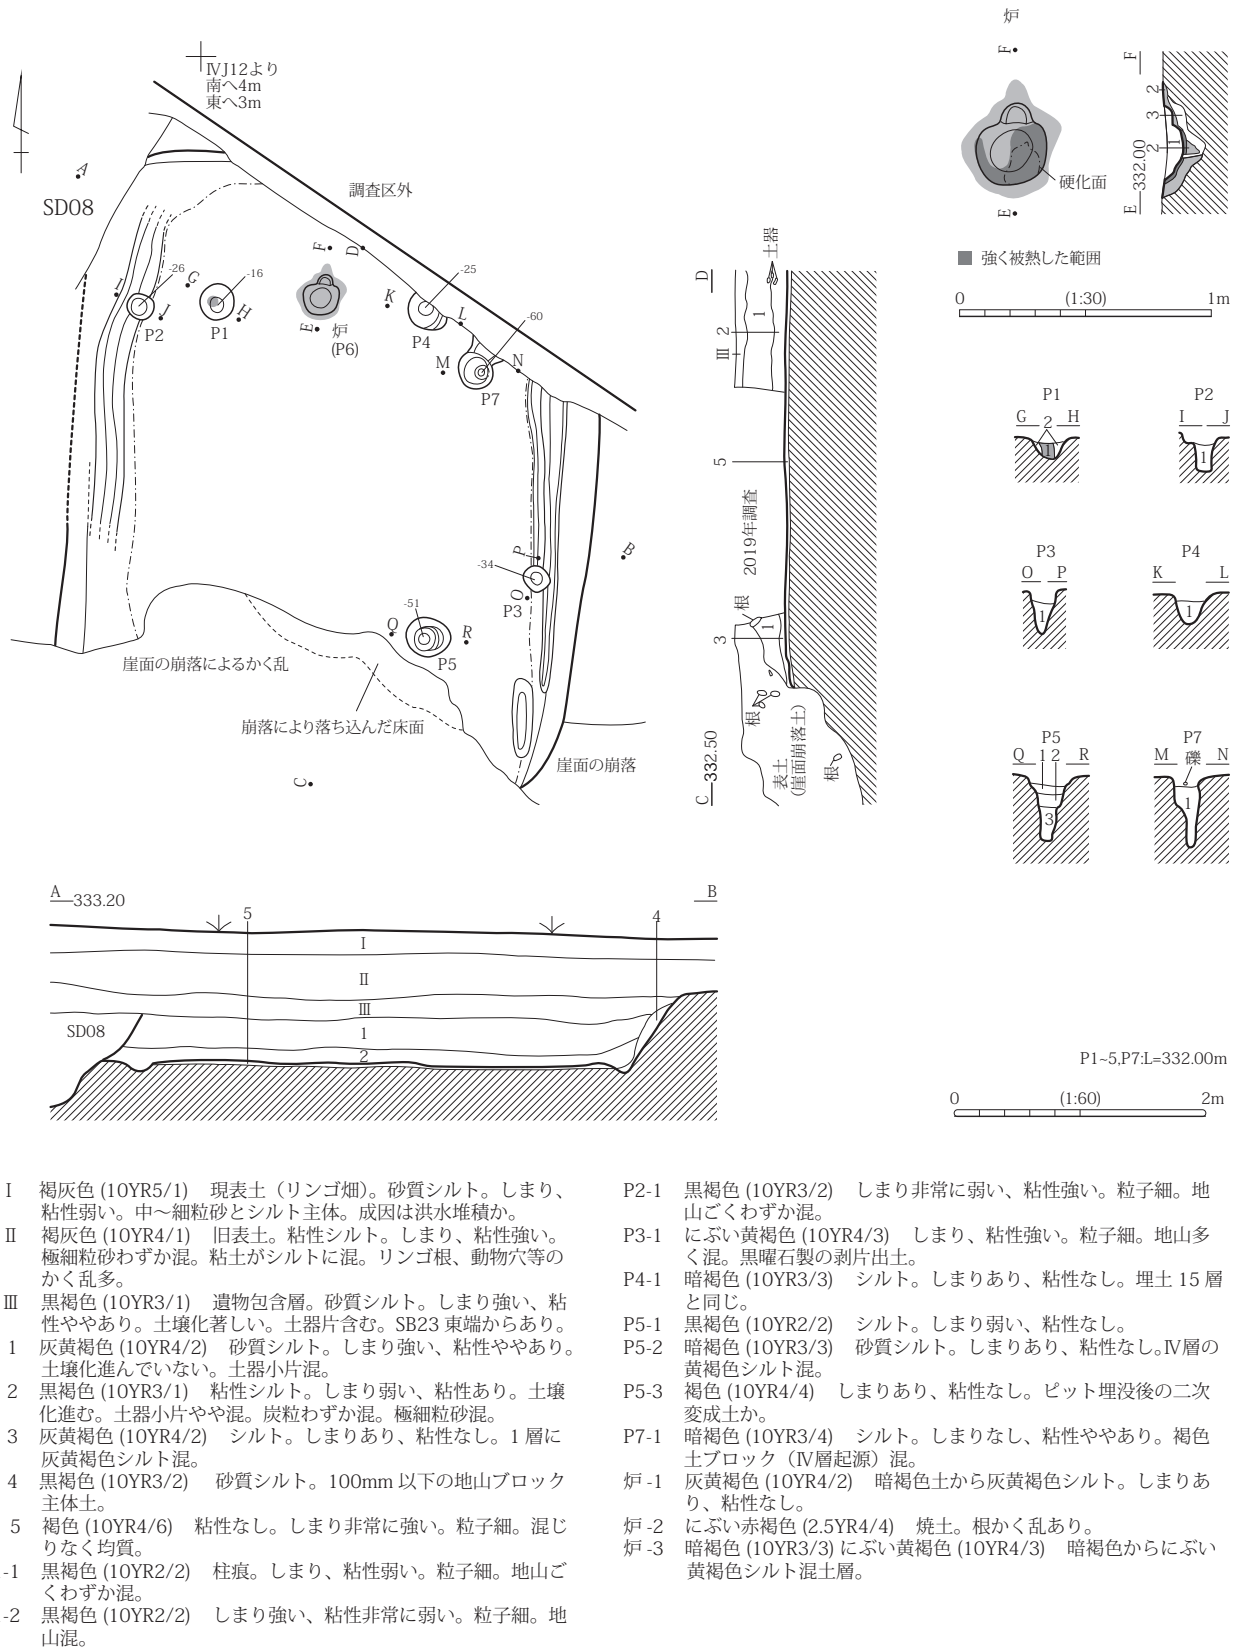 ⅣJ12より
南へ4m
東へ3m
A
SD08
調査区外
F
D
-26
G
-16
I
J
H
P2
P1
E
炉
(P6)
K
-25
L
P4
-60
M
N
P7
B
P
-34
O
P3
-51
Q
R
P5
崖面の崩落によるかく乱
崩落により落ち込んだ床面
崖面の崩落
C
土器
D
1
2
Ⅲ
5
2019年調査
根
1
3
根
表土
(崖面崩落土)
根
C 332.50
炉
F
E
硬化面
F
2
3
1
2
E 332.00
強く被熱した範囲
0 (1:30) 1m
P1
G 2 H
1
P2
I J
1
P3
O P
1
P4
K L
1
P5
Q 1 2 R
3
P7
M 礫 N
1
A 333.20
B
5
4
Ⅰ
Ⅱ
Ⅲ
SD08
1
2
P1~5,P7:L=332.00m
0 (1:60) 2m
Ⅰ 褐灰色 (10YR5/1) 現表土（リンゴ畑）。砂質シルト。しまり、
粘性弱い。中～細粒砂とシルト主体。成因は洪水堆積か。
Ⅱ 褐灰色 (10YR4/1) 旧表土。粘性シルト。しまり、粘性強い。
極細粒砂わずか混。粘土がシルトに混。リンゴ根、動物穴等の
かく乱多。
Ⅲ 黒褐色 (10YR3/1) 遺物包含層。砂質シルト。しまり強い、粘
性ややあり。土壌化著しい。土器片含む。SB23 東端からあり。
1 灰黄褐色 (10YR4/2) 砂質シルト。しまり強い、粘性ややあり。
土壌化進んでいない。土器小片混。
2 黒褐色 (10YR3/1) 粘性シルト。しまり弱い、粘性あり。土壌
化進む。土器小片やや混。炭粒わずか混。極細粒砂混。
3 灰黄褐色 (10YR4/2) シルト。しまりあり、粘性なし。1 層に
灰黄褐色シルト混。
4 黒褐色 (10YR3/2) 砂質シルト。100mm 以下の地山ブロック
主体土。
5 褐色 (10YR4/6) 粘性なし。しまり非常に強い。粒子細。混じ
りなく均質。
-1 黒褐色 (10YR2/2) 柱痕。しまり、粘性弱い。粒子細。地山ご
くわずか混。
-2 黒褐色 (10YR2/2) しまり強い、粘性非常に弱い。粒子細。地
山混。
P2-1 黒褐色 (10YR3/2) しまり非常に弱い、粘性強い。粒子細。地
山ごくわずか混。
P3-1 にぶい黄褐色 (10YR4/3) しまり、粘性強い。粒子細。地山多
く混。黒曜石製の剥片出土。
P4-1 暗褐色 (10YR3/3) シルト。しまりあり、粘性なし。埋土 15 層
と同じ。
P5-1 黒褐色 (10YR2/2) シルト。しまり弱い、粘性なし。
P5-2 暗褐色 (10YR3/3) 砂質シルト。しまりあり、粘性なし。Ⅳ層の
黄褐色シルト混。
P5-3 褐色 (10YR4/4) しまりあり、粘性なし。ピット埋没後の二次
変成土か。
P7-1 暗褐色 (10YR3/4) シルト。しまりなし、粘性ややあり。褐色
土ブロック（Ⅳ層起源）混。
炉 -1 灰黄褐色 (10YR4/2) 暗褐色土から灰黄褐色シルト。しまりあ
り、粘性なし。
炉 -2 にぶい赤褐色 (2.5YR4/4) 焼土。根かく乱あり。
炉 -3 暗褐色 (10YR3/3) にぶい黄褐色 (10YR4/3) 暗褐色からにぶい
黄褐色シルト混土層。